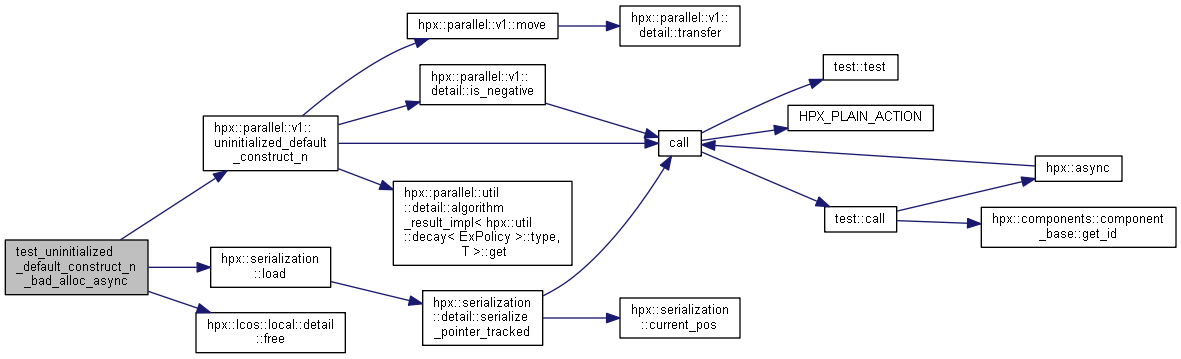 hpx::parallel::v1::move
hpx::parallel::v1::
detail::transfer
hpx::parallel::v1::
detail::is_negative
test::test
HPX_PLAIN_ACTION
hpx::parallel::v1::
uninitialized_default
_construct_n
call
hpx::async
hpx::parallel::util
::detail::algorithm
_result_impl< hpx::util
::decay< ExPolicy >::type,
T >::get
test::call
hpx::components::component
_base::get_id
test_uninitialized
_default_construct_n
_bad_alloc_async
hpx::serialization
::load
hpx::serialization
::detail::serialize
_pointer_tracked
hpx::serialization
::current_pos
hpx::lcos::local::detail
::free